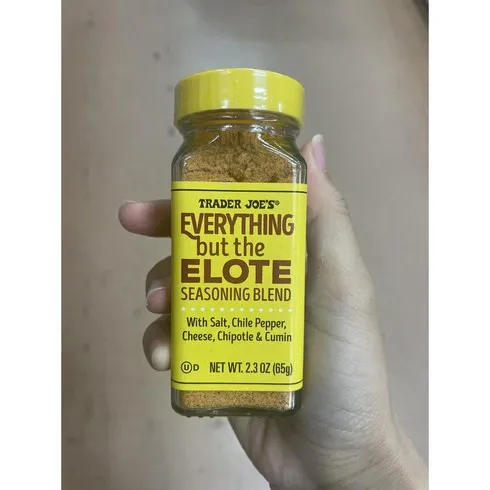 TRADER JOE'S®
EVERYTHING
but the
ELOTE
SEASONING BLEND
With Salt, Chile Pepper,
Cheese, Chipotle & Cumin
U D NET WT. 2.3 OZ (65g)